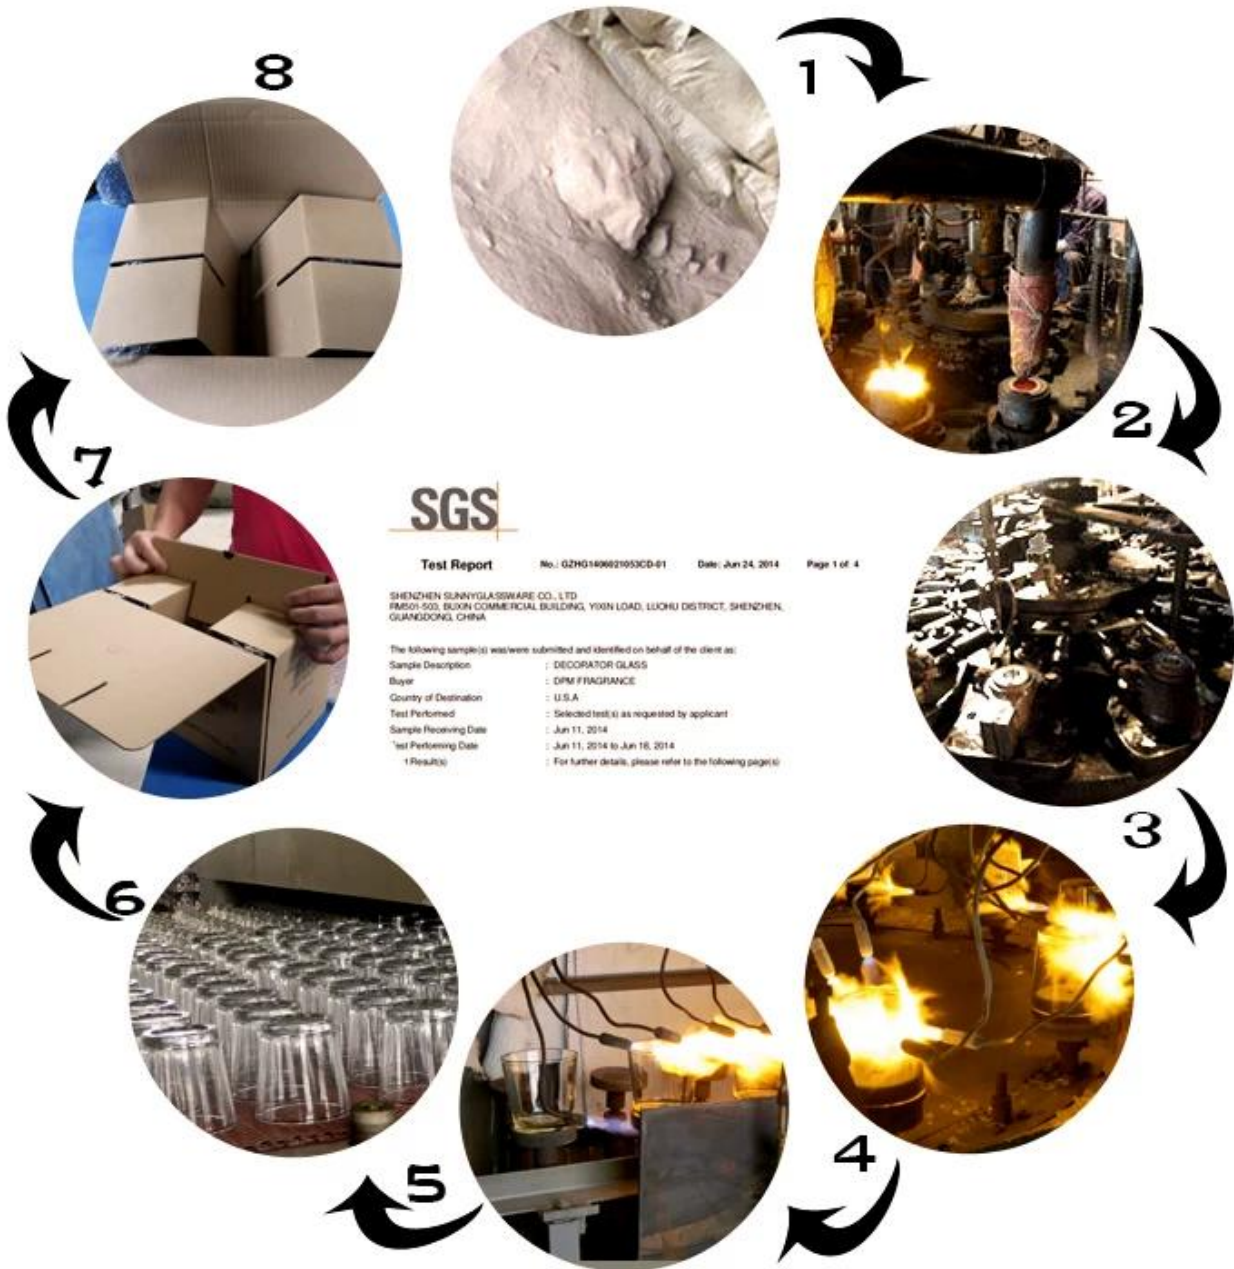 8
1
2
7
SGS
Test Report No.: GZHG1406021053CD-01 Date: Jun 24, 2014 Page 1 of 4
SHENZHEN SUNNYGLASSWARE CO., LTD
RM501-503, BUXIN COMMERCIAL BUILDING, YIXIN LOAD, LUOHU DISTRICT, SHENZHEN,
GUANGDONG, CHINA
The following sample(s) was/were submitted and identified on behalf of the client as:
Sample Description : DECORATOR GLASS
Buyer : DPM FRAGRANCE
Country of Destination : U.S.A
Test Performed : Selected test(s) as requested by applicant
Sample Receiving Date : Jun 11, 2014
Test Performing Date : Jun 11, 2014 to Jun 18, 2014
t Result(s) : For further details, please refer to the following page(s)
3
6
4
5